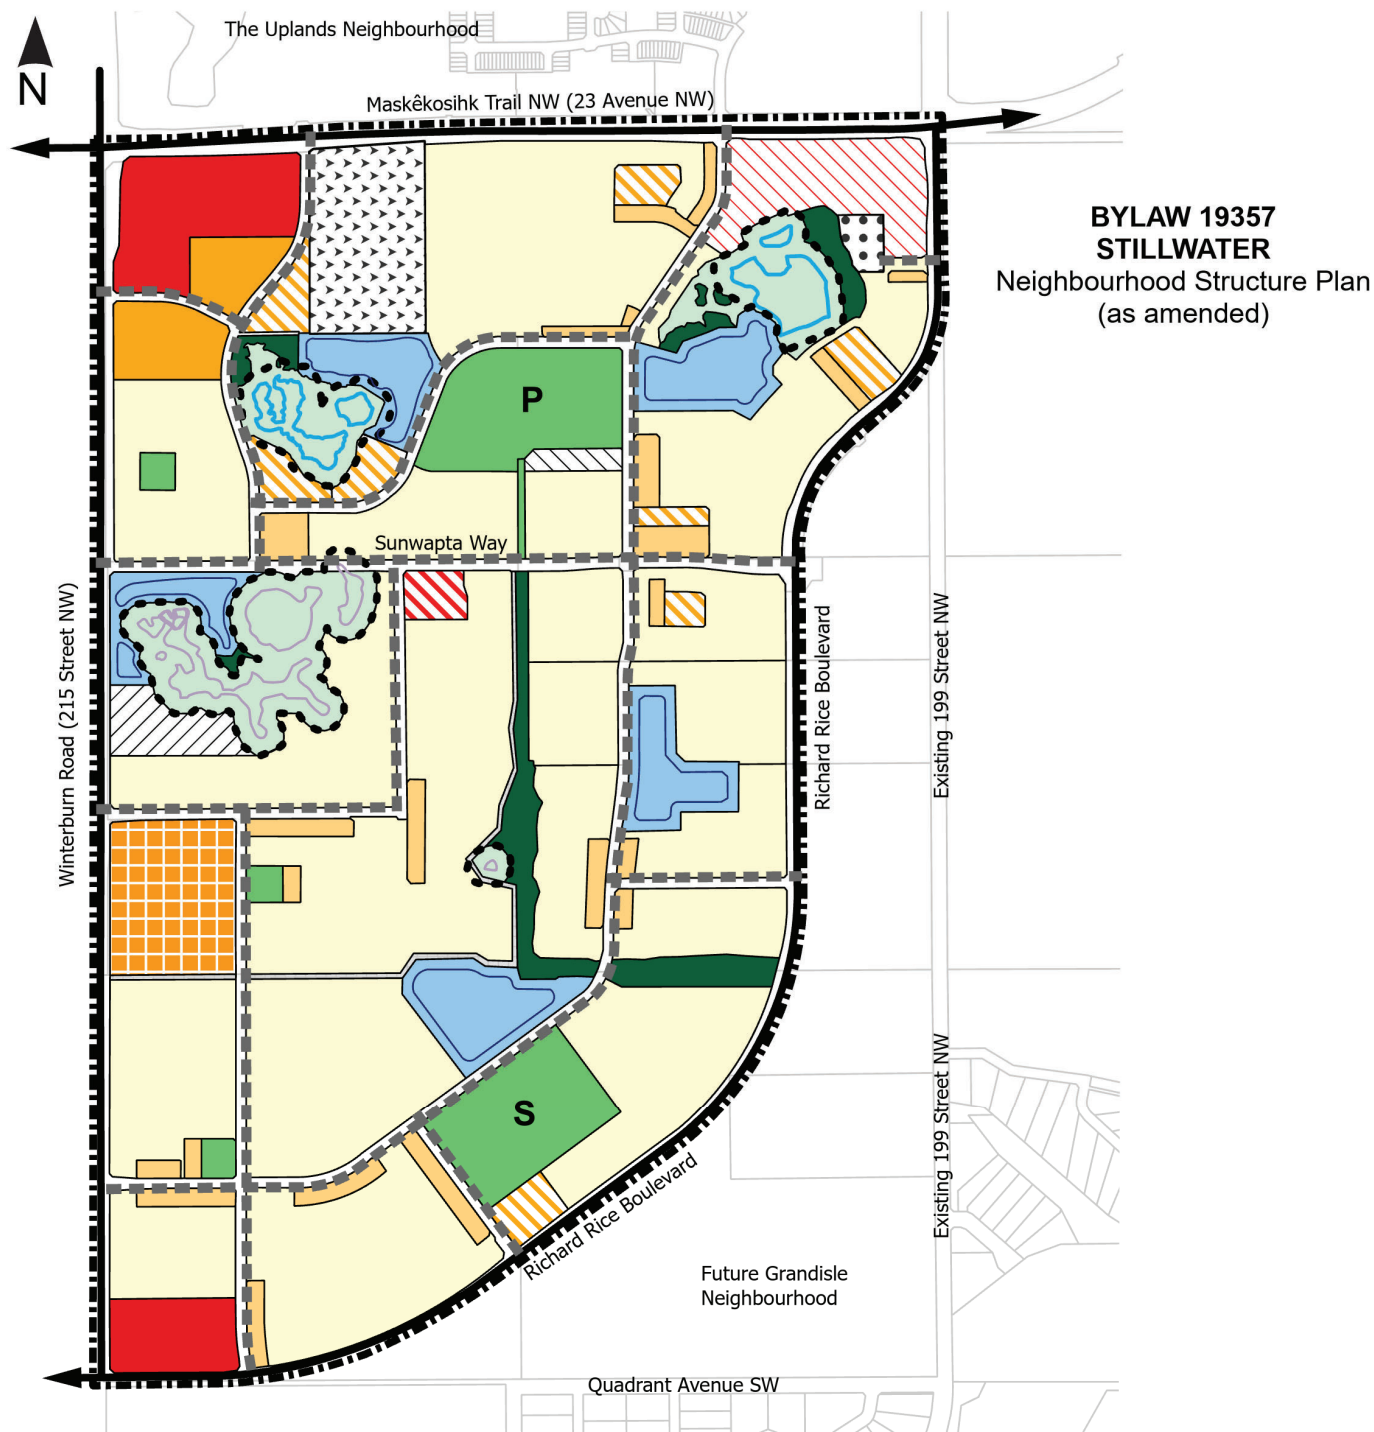 The Uplands Neighbourhood
N
Maskêkosihk Trail NW (23 Avenue NW)
BYLAW 19357
STILLWATER
Neighbourhood Structure Plan
(as amended)
P
Sunwapta Way
Winterburn Road (215 Street NW)
Richard Rice Boulevard
Existing 199 Street NW
S
Richard Rice Boulevard
Existing 199 Street NW
Future Grandisle
Neighbourhood
Quadrant Avenue SW